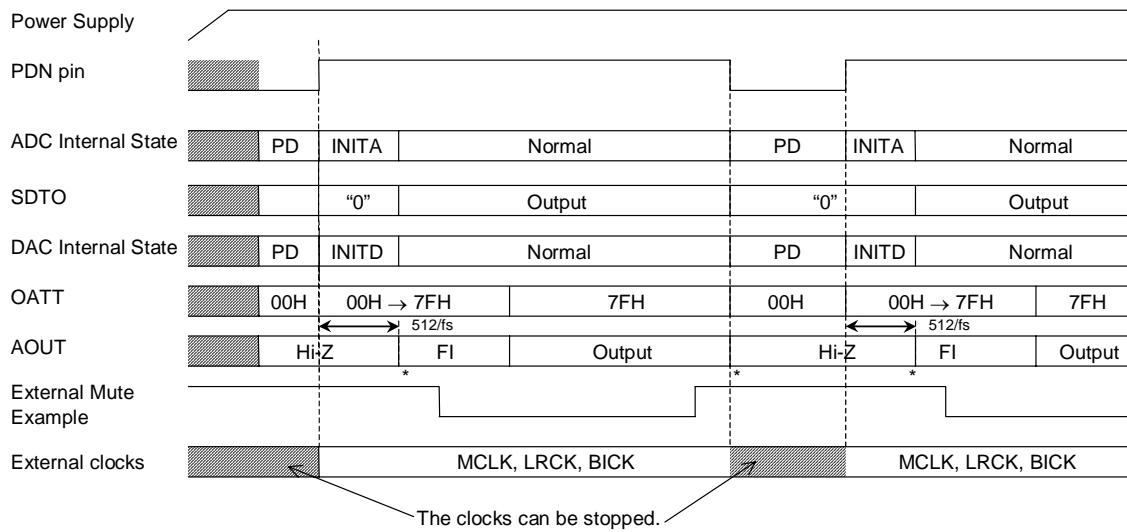 Power Supply
PDN pin
ADC Internal State PD INITA Normal PD INITA Normal
SDTO “0” Output “0” Output
DAC Internal State PD INITD Normal PD INITD Normal
OATT 00H 00H → 7FH 7FH 00H 00H → 7FH 7FH
512/fs 512/fs
AOUT Hi-Z FI Output Hi-Z FI Output
* * *
External Mute
Example
External clocks MCLK, LRCK, BICK MCLK, LRCK, BICK
The clocks can be stopped.